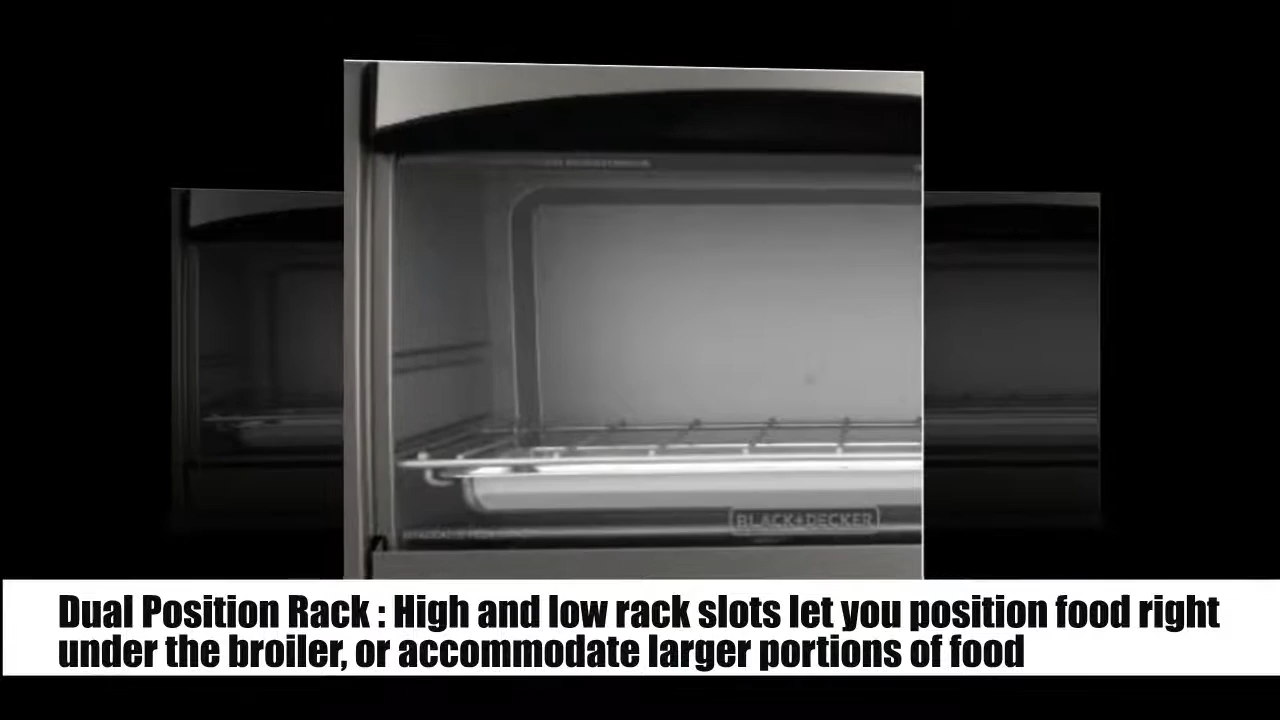 BLACK+DECKER
Dual Position Rack : High and low rack slots let you position food right
under the broiler, or accommodate larger portions of food